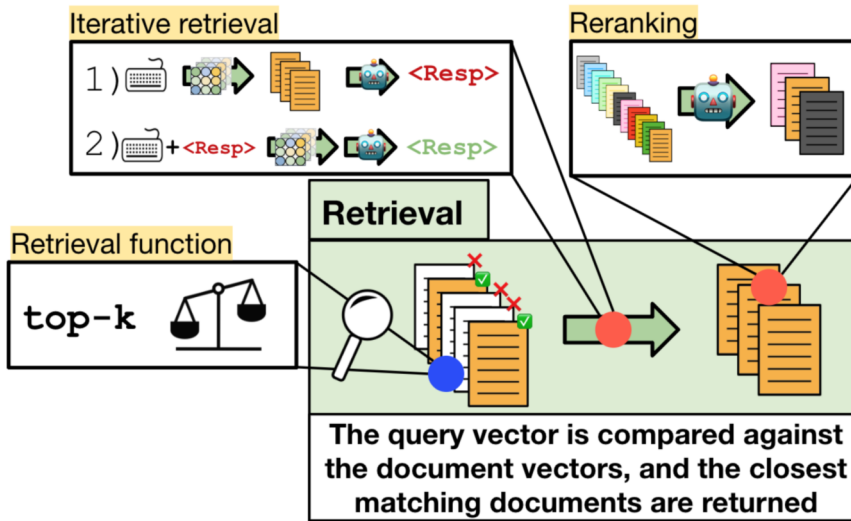 Iterative retrieval
1) <Resp>
2) + <Resp> <Resp>
Reranking
Retrieval
Retrieval function
top-k
The query vector is compared against
the document vectors, and the closest
matching documents are returned